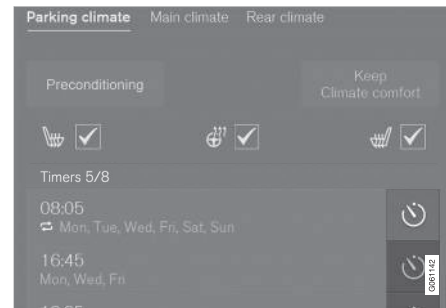 Parking climate Main climate Rear climate
Preconditioning
Keep
Climate comfort
Timers 5/8
08:05
Mon, Tue, Wed, Fri, Sat, Sun
16:45
Mon, Wed, Fri
G061142